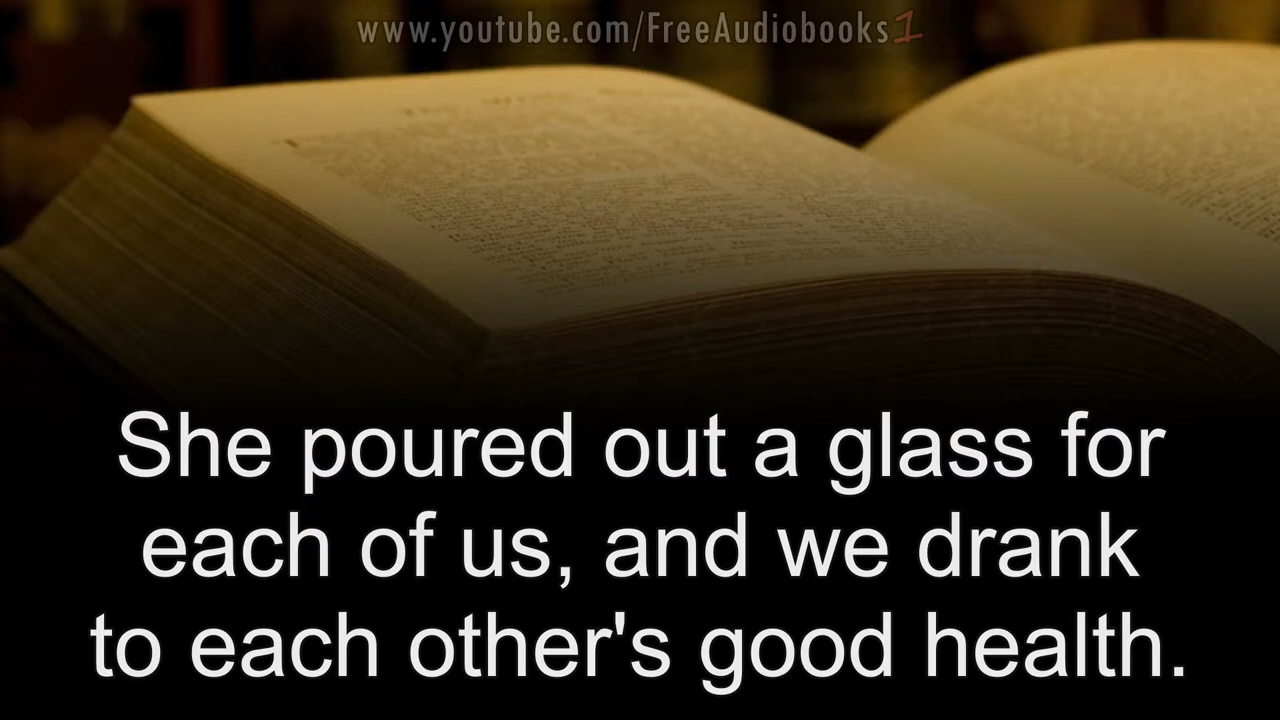 www.youtube.com/FreeAudiobooks1
She poured out a glass for
each of us, and we drank
to each other's good health.